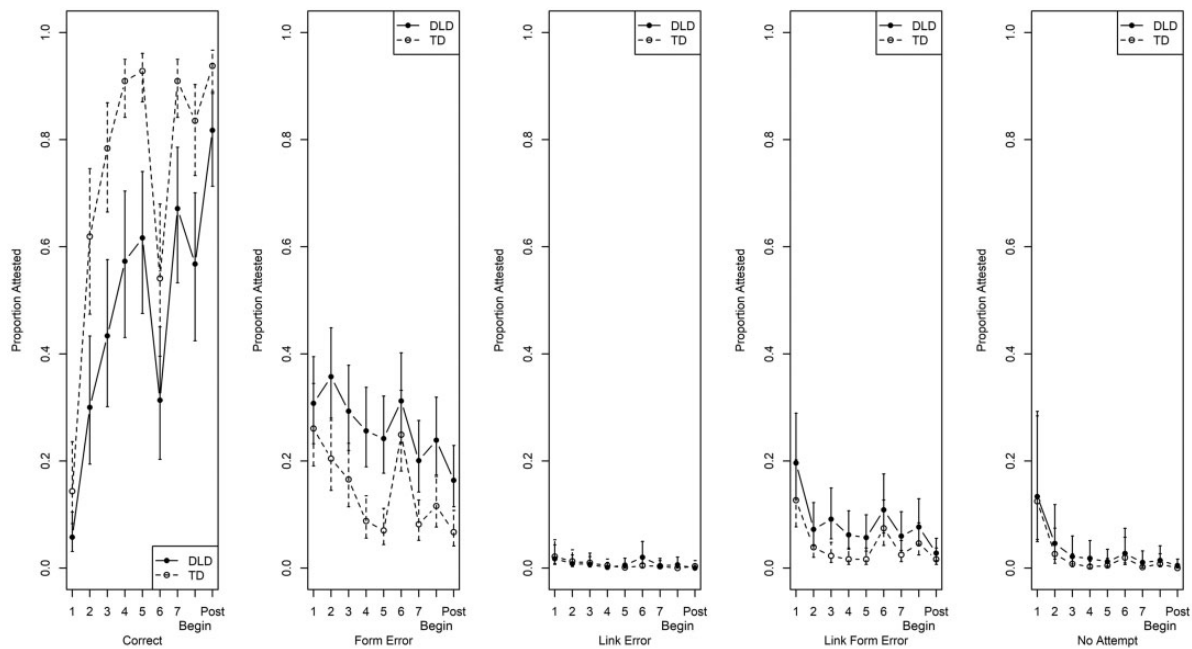 Proportion Attested
1.0
0.8
0.6
0.4
0.2
0.0
DLD
TD
1 2 3 4 5 6 7 Post
Begin
Correct
Proportion Attested
1.0
0.8
0.6
0.4
0.2
0.0
DLD
TD
1 2 3 4 5 6 7 Post
Begin
Form Error
Proportion Attested
1.0
0.8
0.6
0.4
0.2
0.0
DLD
TD
1 2 3 4 5 6 7 Post
Begin
Link Error
Proportion Attested
1.0
0.8
0.6
0.4
0.2
0.0
DLD
TD
1 2 3 4 5 6 7 Post
Begin
Link Form Error
Proportion Attested
1.0
0.8
0.6
0.4
0.2
0.0
DLD
TD
1 2 3 4 5 6 7 Post
Begin
No Attempt